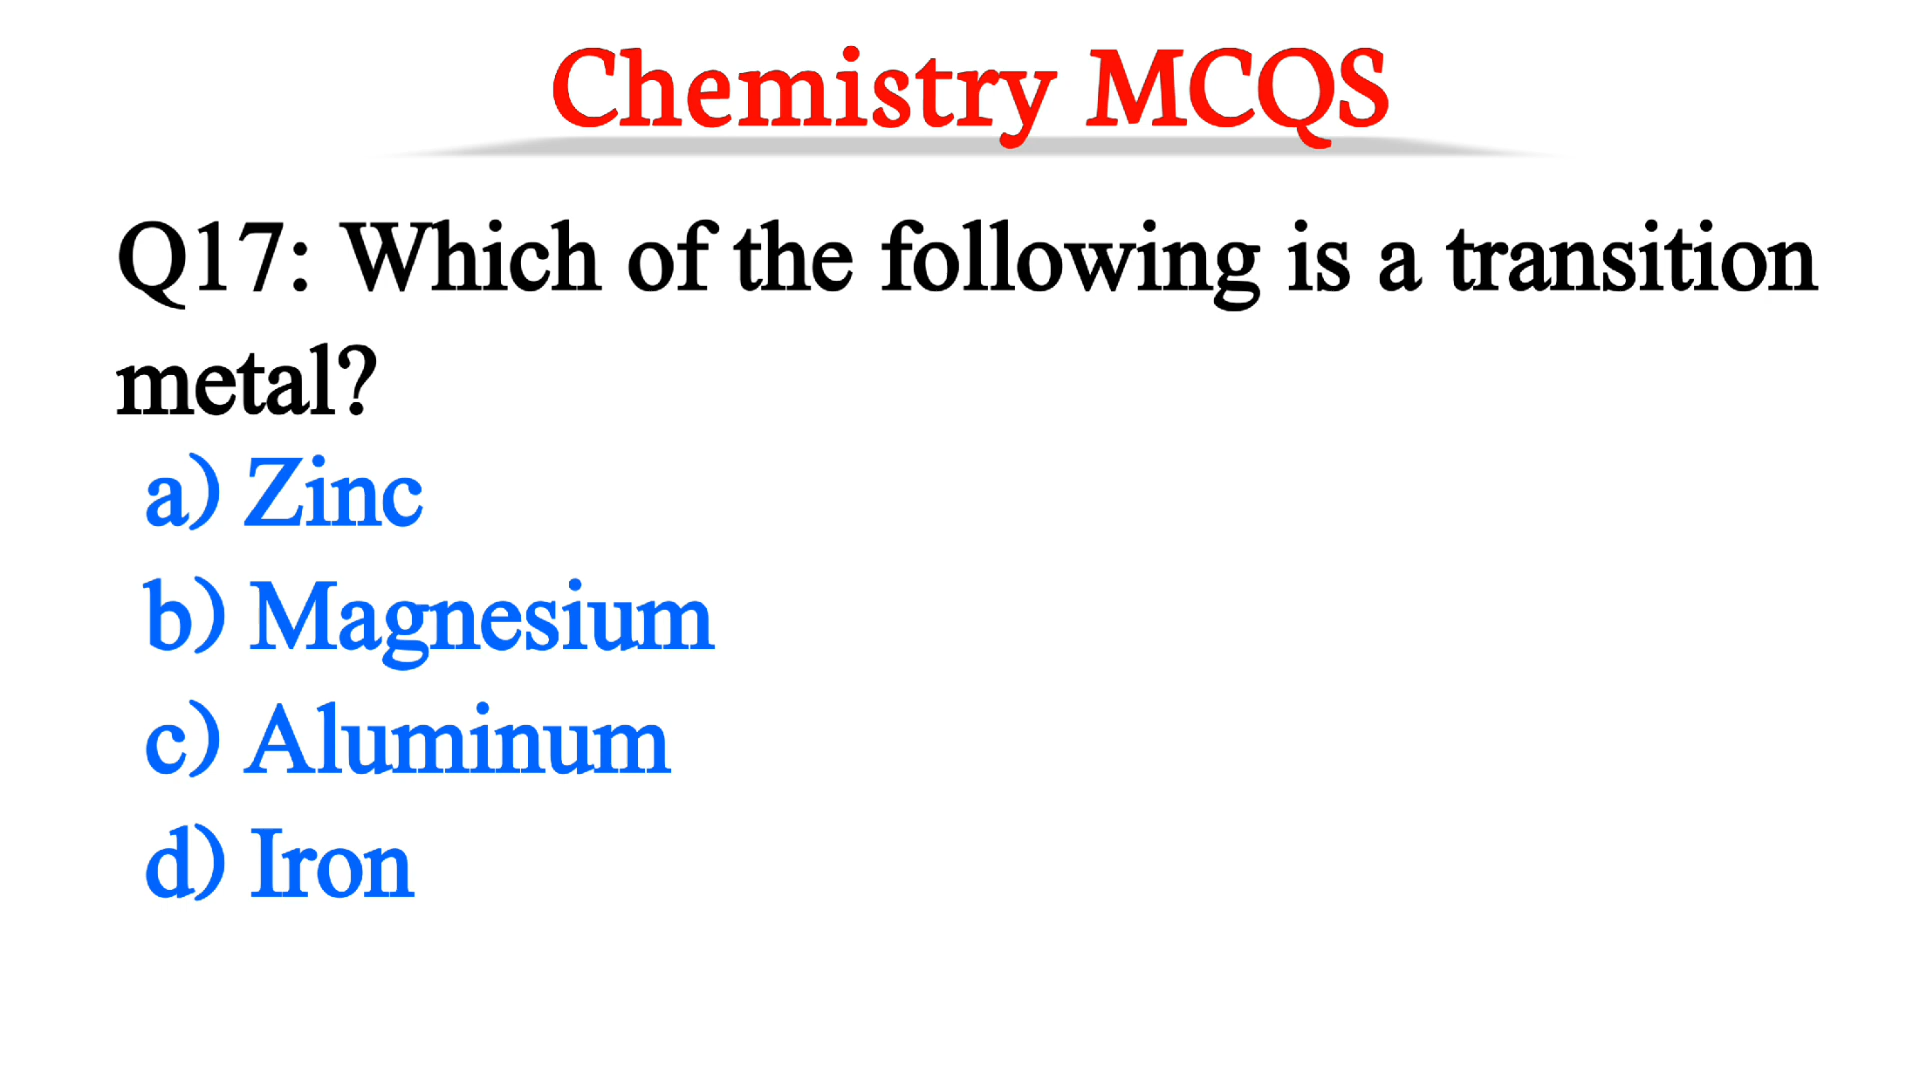 Chemistry MCQS
Q17: Which of the following is a transition
metal?
a) Zinc
b) Magnesium
c) Aluminum
d) Iron